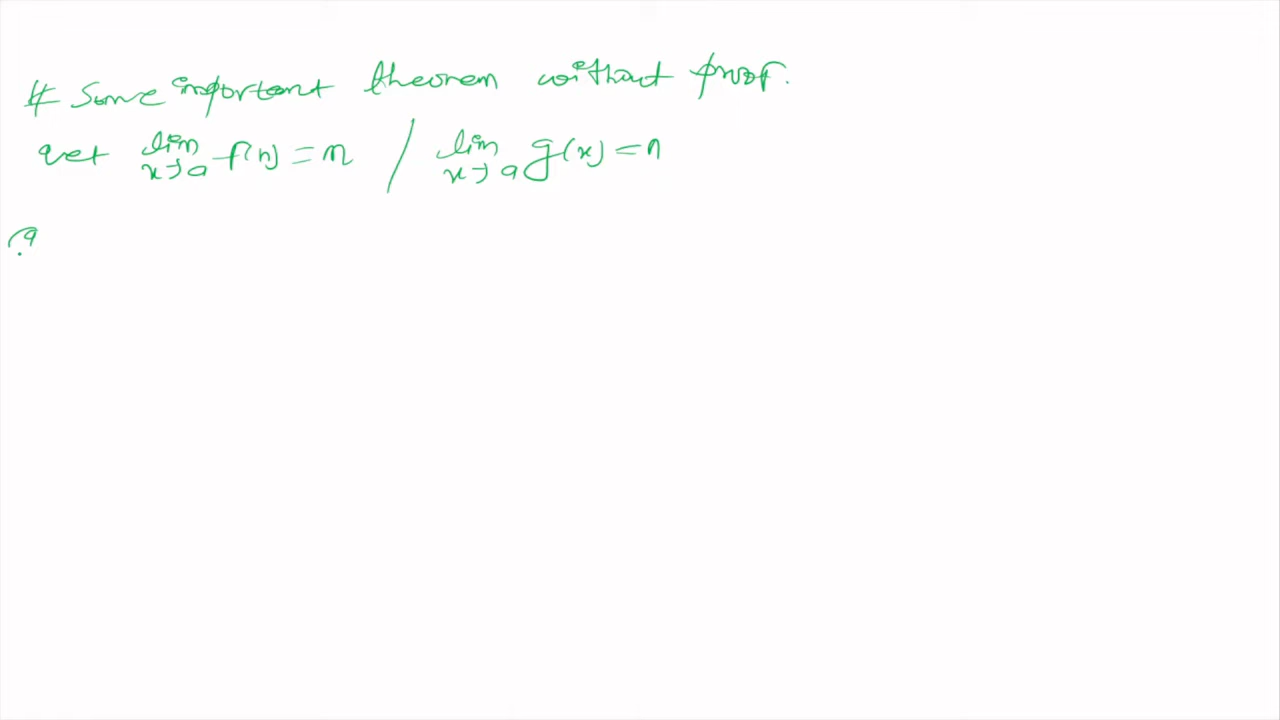 # Some important theorem without proof.
Let lim x→a f(x) = m / lim x→a g(x) = n
(a